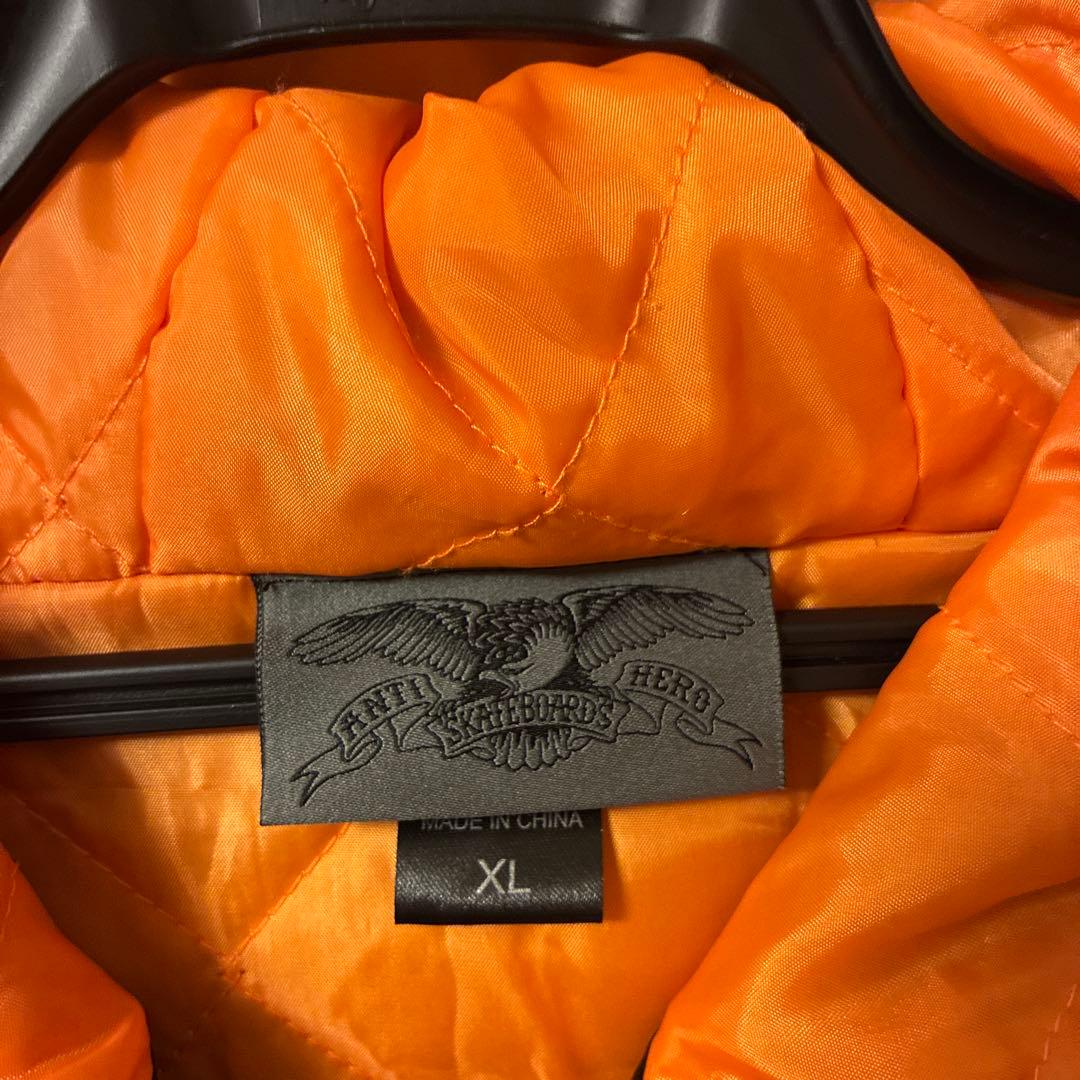 ANTI HERO
SKATEBOARDS
MADE IN CHINA
XL